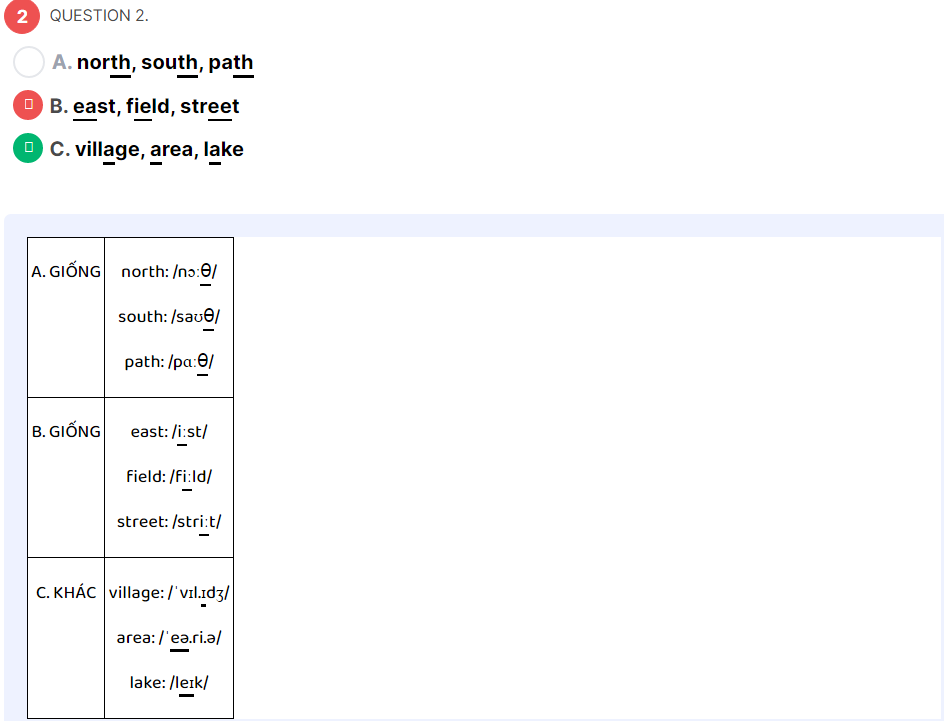 2 QUESTION 2.
A. north, south, path
B. east, field, street
C. village, area, lake
A. GIỐNG north: /nɔːθ/
south: /saʊθ/
path: /pɑːθ/
B. GIỐNG east: /iːst/
field: /fiːld/
street: /striːt/
C. KHÁC village: /ˈvɪl.ɪdʒ/
area: /ˈeə.ri.ə/
lake: /leɪk/